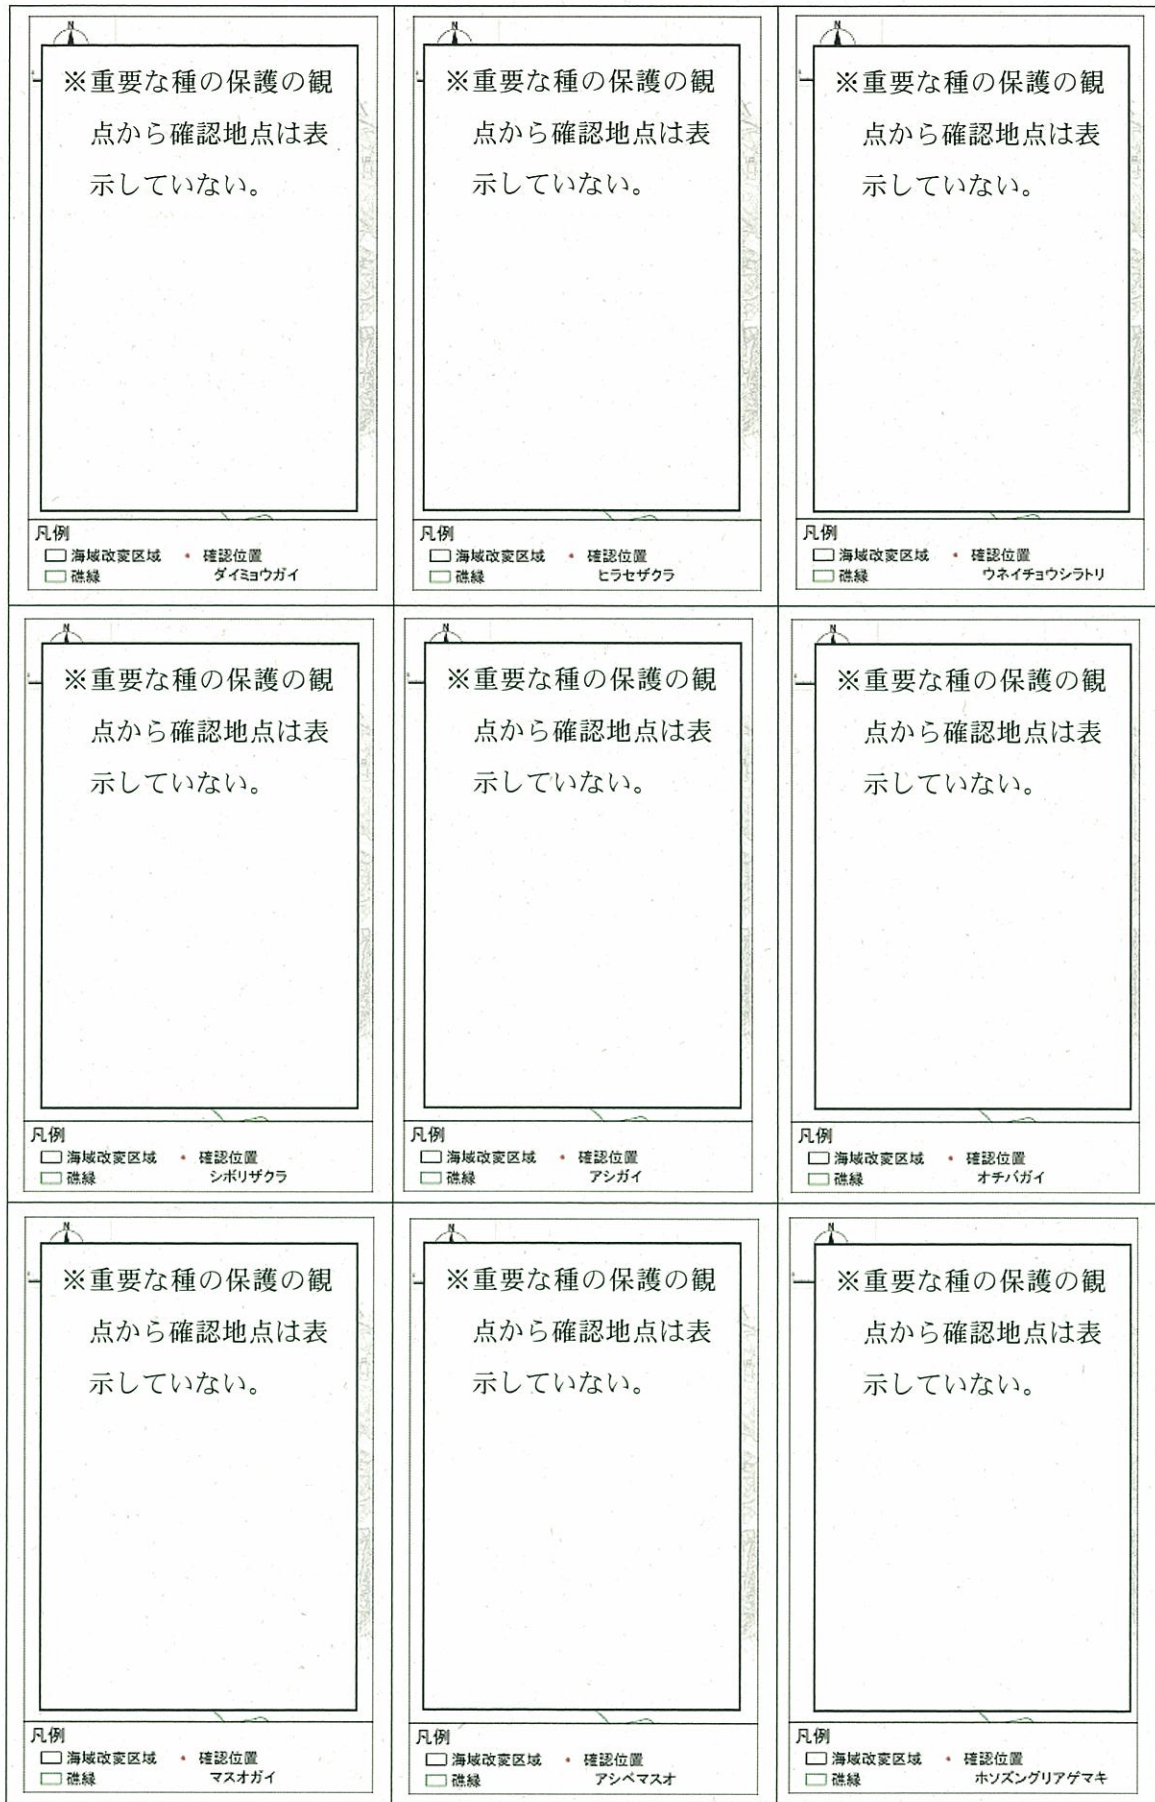 N
※重要な種の保護の観
点から確認地点は表
示していない。
凡例
海域改変区域 ・ 確認位置
礁縁 ダイミョウガイ
N
※重要な種の保護の観
点から確認地点は表
示していない。
凡例
海域改変区域 ・ 確認位置
礁縁 ヒラセザクラ
N
※重要な種の保護の観
点から確認地点は表
示していない。
凡例
海域改変区域 ・ 確認位置
礁縁 ウネイチョウシラトリ
N
※重要な種の保護の観
点から確認地点は表
示していない。
凡例
海域改変区域 ・ 確認位置
礁縁 シボリザクラ
N
※重要な種の保護の観
点から確認地点は表
示していない。
凡例
海域改変区域 ・ 確認位置
礁縁 アシガイ
N
※重要な種の保護の観
点から確認地点は表
示していない。
凡例
海域改変区域 ・ 確認位置
礁縁 オチバガイ
N
※重要な種の保護の観
点から確認地点は表
示していない。
凡例
海域改変区域 ・ 確認位置
礁縁 マスオガイ
N
※重要な種の保護の観
点から確認地点は表
示していない。
凡例
海域改変区域 ・ 確認位置
礁縁 アシベマスオ
N
※重要な種の保護の観
点から確認地点は表
示していない。
凡例
海域改変区域 ・ 確認位置
礁縁 ホソズングリアゲマキ